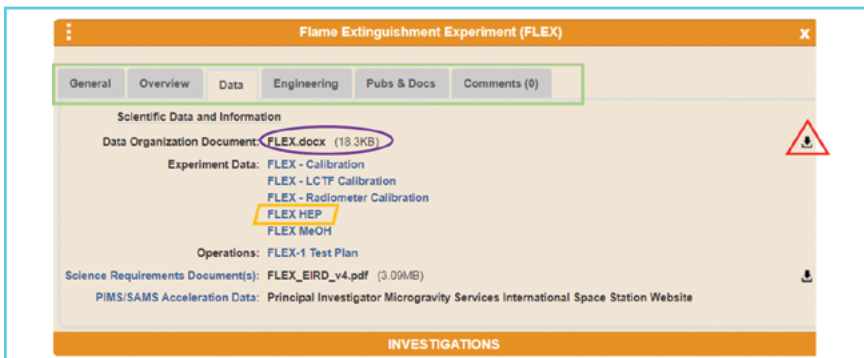 Flame Extinguishment Experiment (FLEX) x
General Overview Data Engineering Pubs & Docs Comments (0)
Scientific Data and Information
Data Organization Document: FLEX.docx (18.3KB)
Experiment Data: FLEX - Calibration
FLEX - LCTF Calibration
FLEX - Radiometer Calibration
FLEX HEP
FLEX MeOH
Operations: FLEX-1 Test Plan
Science Requirements Document(s): FLEX_EIRD_v4.pdf (3.09MB)
PIMS/SAMS Acceleration Data: Principal Investigator Microgravity Services International Space Station Website
INVESTIGATIONS